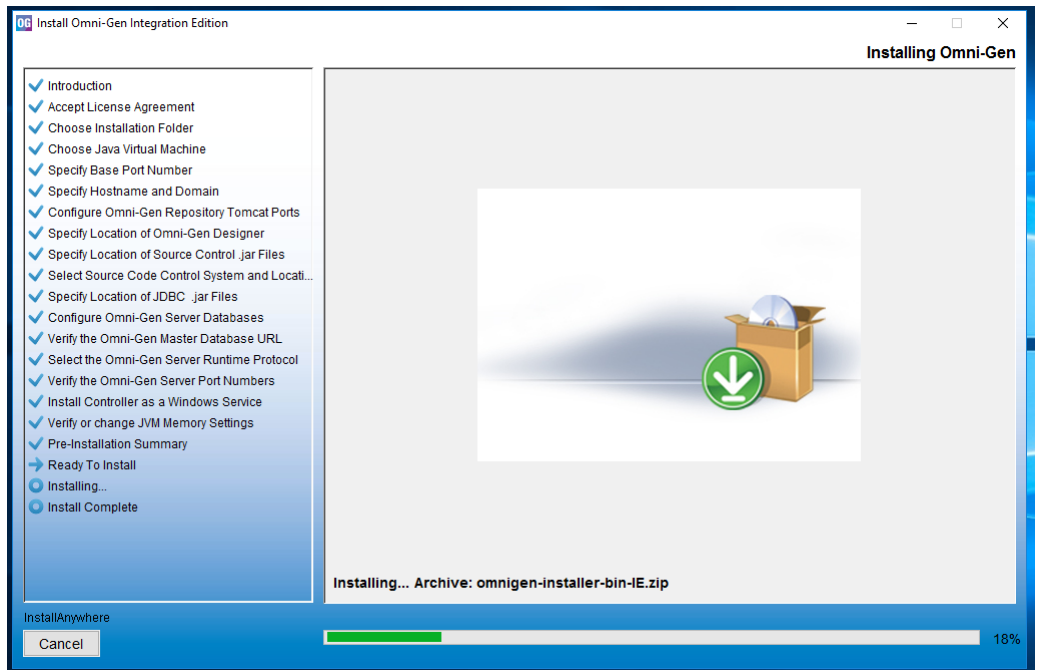 OG Install Omni-Gen Integration Edition
Installing Omni-Gen
Introduction
Accept License Agreement
Choose Installation Folder
Choose Java Virtual Machine
Specify Base Port Number
Specify Hostname and Domain
Configure Omni-Gen Repository Tomcat Ports
Specify Location of Omni-Gen Designer
Specify Location of Source Control .jar Files
Select Source Code Control System and Locati...
Specify Location of JDBC .jar Files
Configure Omni-Gen Server Databases
Verify the Omni-Gen Master Database URL
Select the Omni-Gen Server Runtime Protocol
Verify the Omni-Gen Server Port Numbers
Install Controller as a Windows Service
Verify or change JVM Memory Settings
Pre-Installation Summary
Ready To Install
Installing...
Install Complete
Installing... Archive: omnigen-installer-bin-IE.zip
InstallAnywhere
Cancel
18%